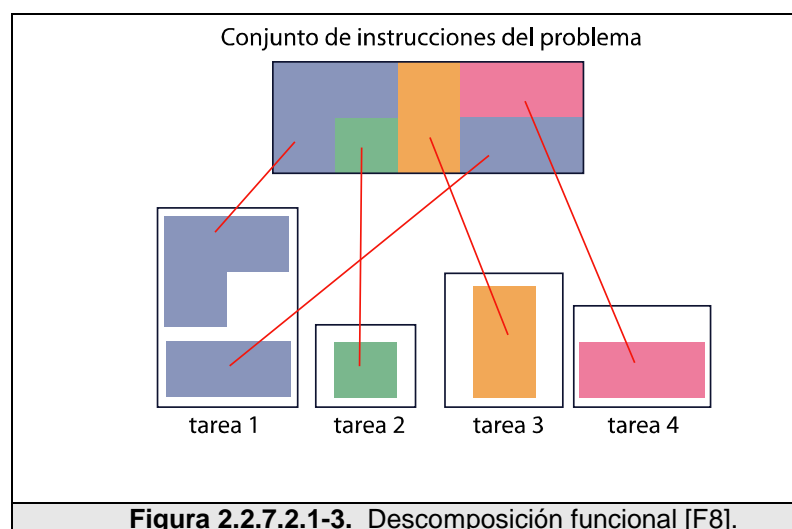 Conjunto de instrucciones del problema
tarea 1 tarea 2 tarea 3 tarea 4
Figura 2.2.7.2.1-3. Descomposición funcional [F8].